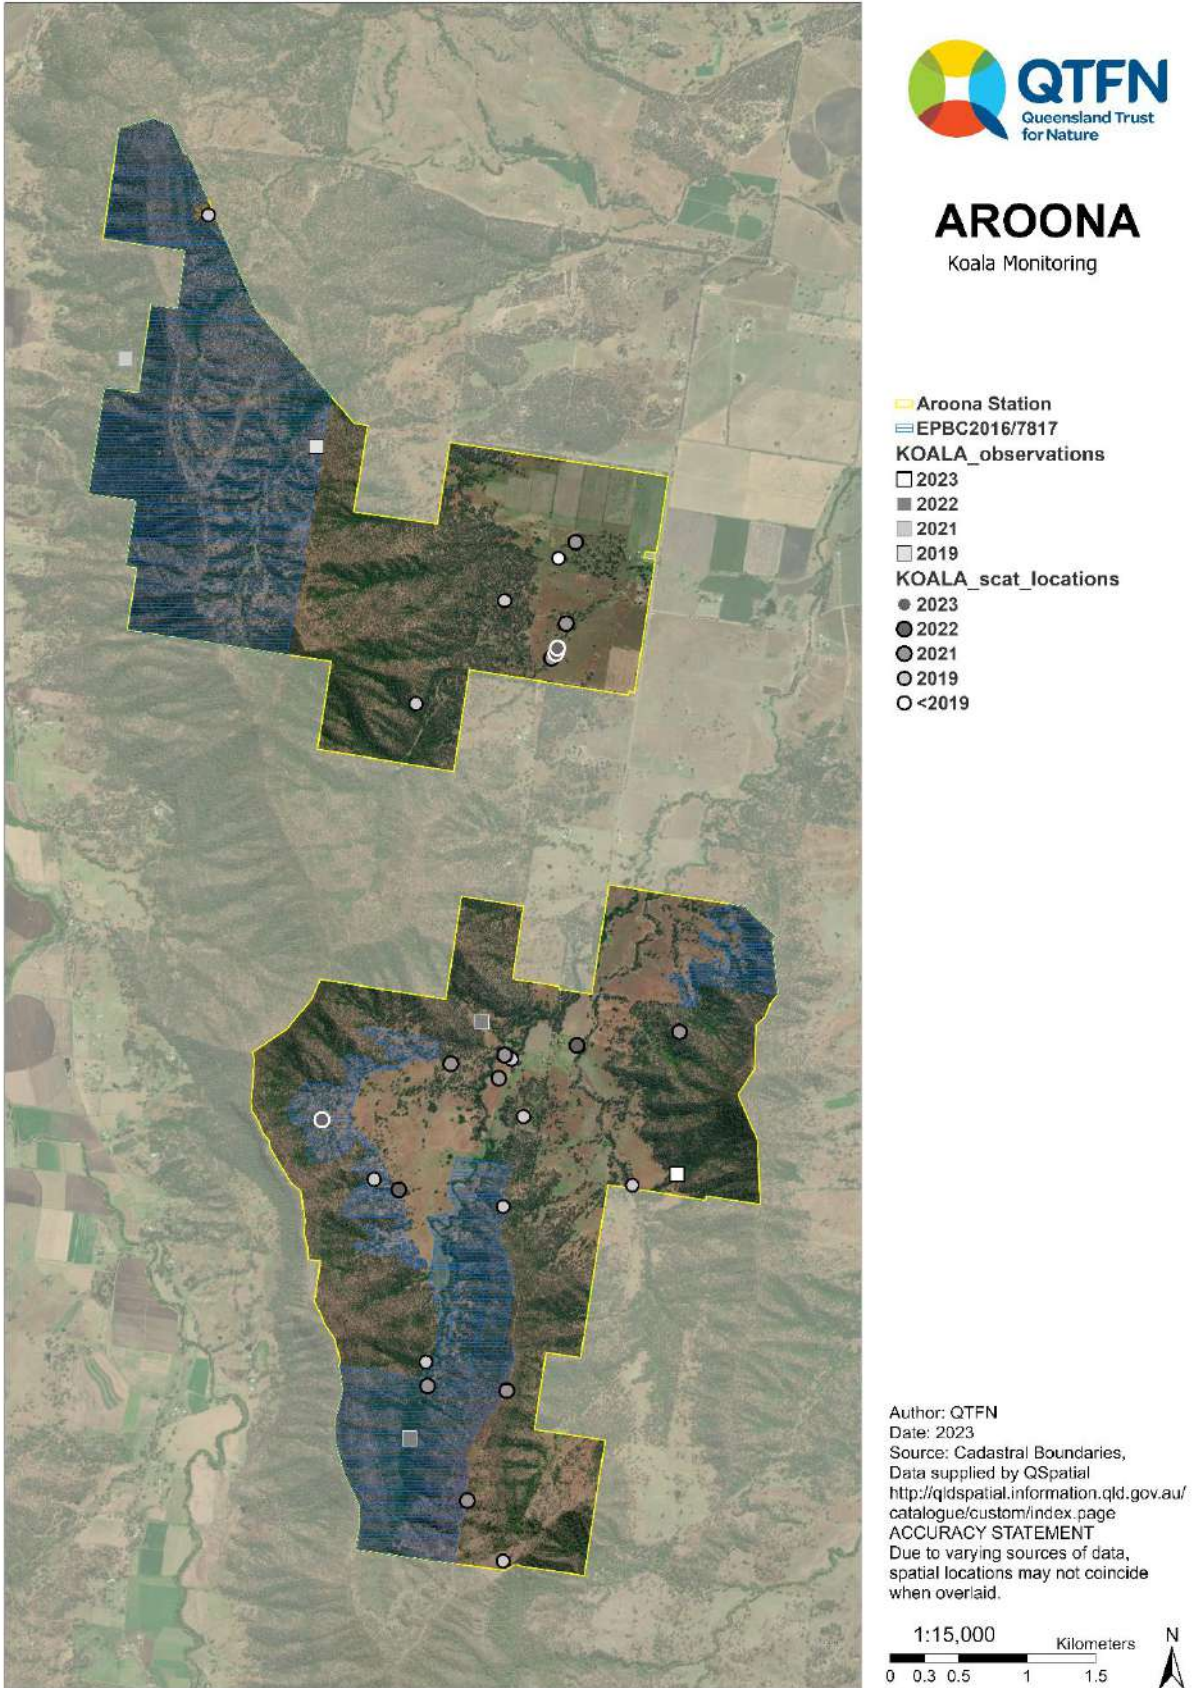 QTFN
Queensland Trust
for Nature
AROONA
Koala Monitoring
Aroona Station
EPBC2016/7817
KOALA_observations
2023
2022
2021
2019
KOALA_scat_locations
2023
2022
2021
2019
<2019
Author: QTFN
Date: 2023
Source: Cadastral Boundaries,
Data supplied by QSpatial
http://qldspatial.information.qld.gov.au/
catalogue/custom/index.page
ACCURACY STATEMENT
Due to varying sources of data,
spatial locations may not coincide
when overlaid.
1:15,000
Kilometers
N
0 0.3 0.5 1 1.5